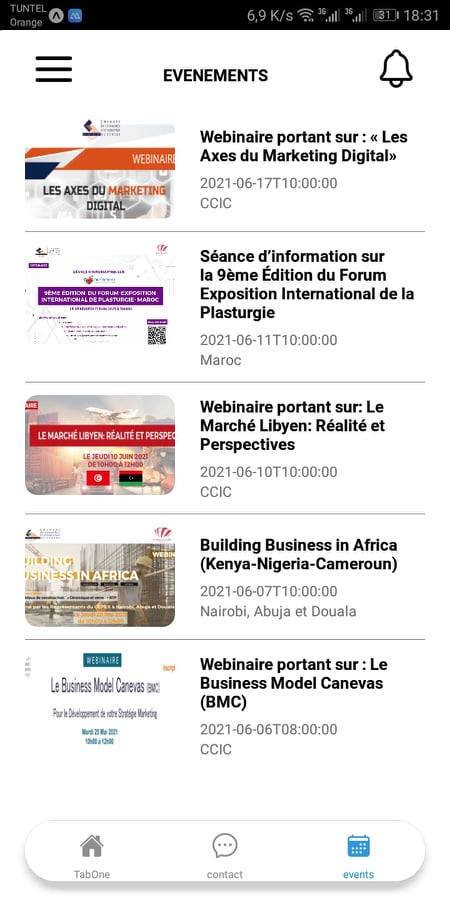 TUNTEL
Orange
6,9 K/s
3G
3G
31
18:31
EVENEMENTS
WEBINAIRE
LES AXES DU MARKETING
DIGITAL
Webinaire portant sur : « Les
Axes du Marketing Digital»
2021-06-17T10:00:00
CCIC
9ÈME ÉDITION DU FORUM EXPOSITION
INTERNATIONAL DE PLASTURGIE- MAROC
Séance d’information sur
la 9ème Édition du Forum
Exposition International de la
Plasturgie
2021-06-11T10:00:00
Maroc
AIRE
LE MARCHÉ LIBYEN: RÉALITÉ ET PERSPEC
LE JEUDI 10 JUIN 2021
DE 10H00 À 12H00
Webinaire portant sur: Le
Marché Libyen: Réalité et
Perspectives
2021-06-10T10:00:00
CCIC
WEBIN
UILDING
USINESS IN AFRICA
Building Business in Africa
(Kenya-Nigeria-Cameroun)
2021-06-07T10:00:00
Nairobi, Abuja et Douala
WEBINAIRE
Inscript
Le Business Model Canevas (BMC)
Pour le Développement de votre Stratégie Marketing
Mardi 25 Mai 2021
10h00 à 12h00
Webinaire portant sur : Le
Business Model Canevas
(BMC)
2021-06-06T08:00:00
CCIC
TabOne
contact
events